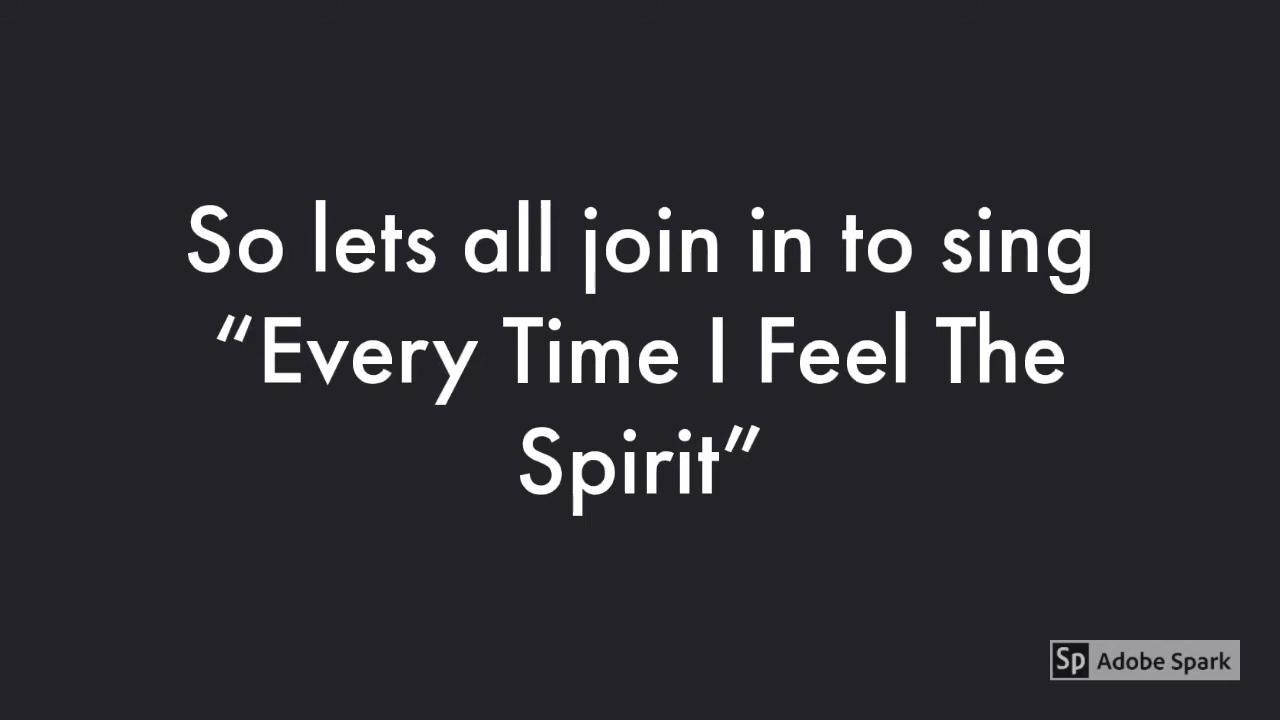 So lets all join in to sing
“Every Time I Feel The
Spirit”
Sp Adobe Spark